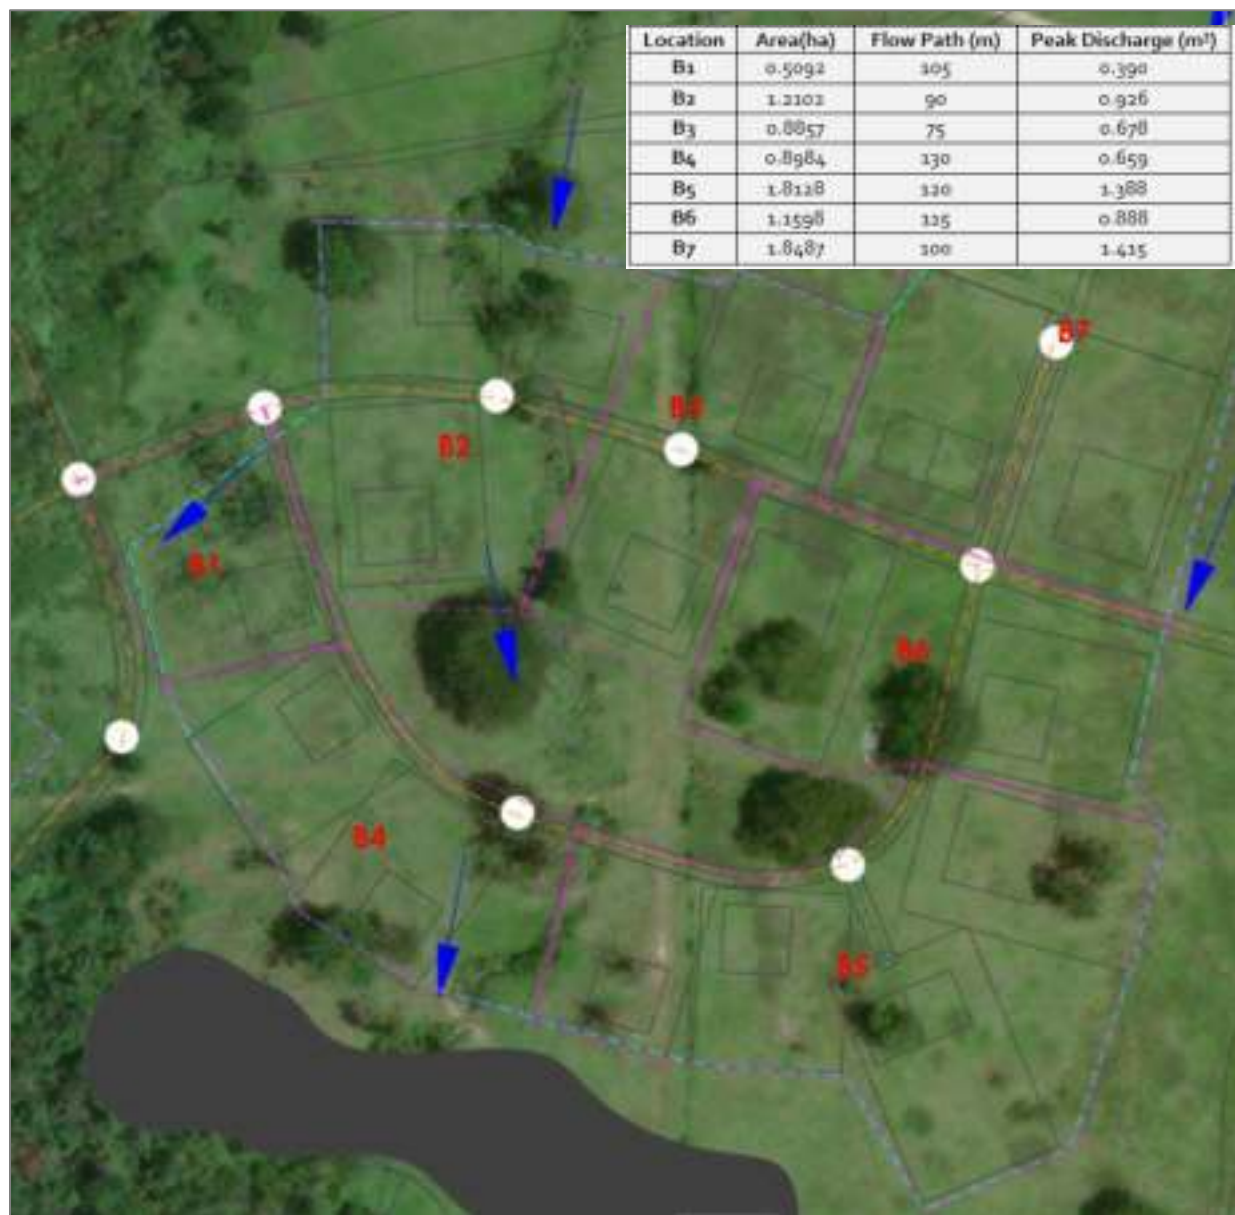 Location Area(ha) Flow Path (m) Peak Discharge (m³)
B1 0.5092 105 0.390
B2 1.2102 90 0.926
B3 0.8857 75 0.678
B4 0.8984 130 0.659
B5 1.8128 120 1.388
B6 1.1598 125 0.888
B7 1.8487 100 1.415
B7
B3
B2
B1
B6
B4
B5